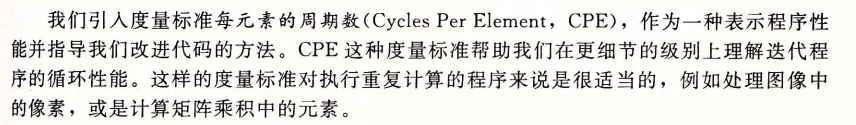 我们引入度量标准每元素的周期数(Cycles Per Element，CPE)，作为一种表示程序性
能并指导我们改进代码的方法。CPE 这种度量标准帮助我们在更细节的级别上理解迭代程
序的循环性能。这样的度量标准对执行重复计算的程序来说是很适当的，例如处理图像中
的像素，或是计算矩阵乘积中的元素。